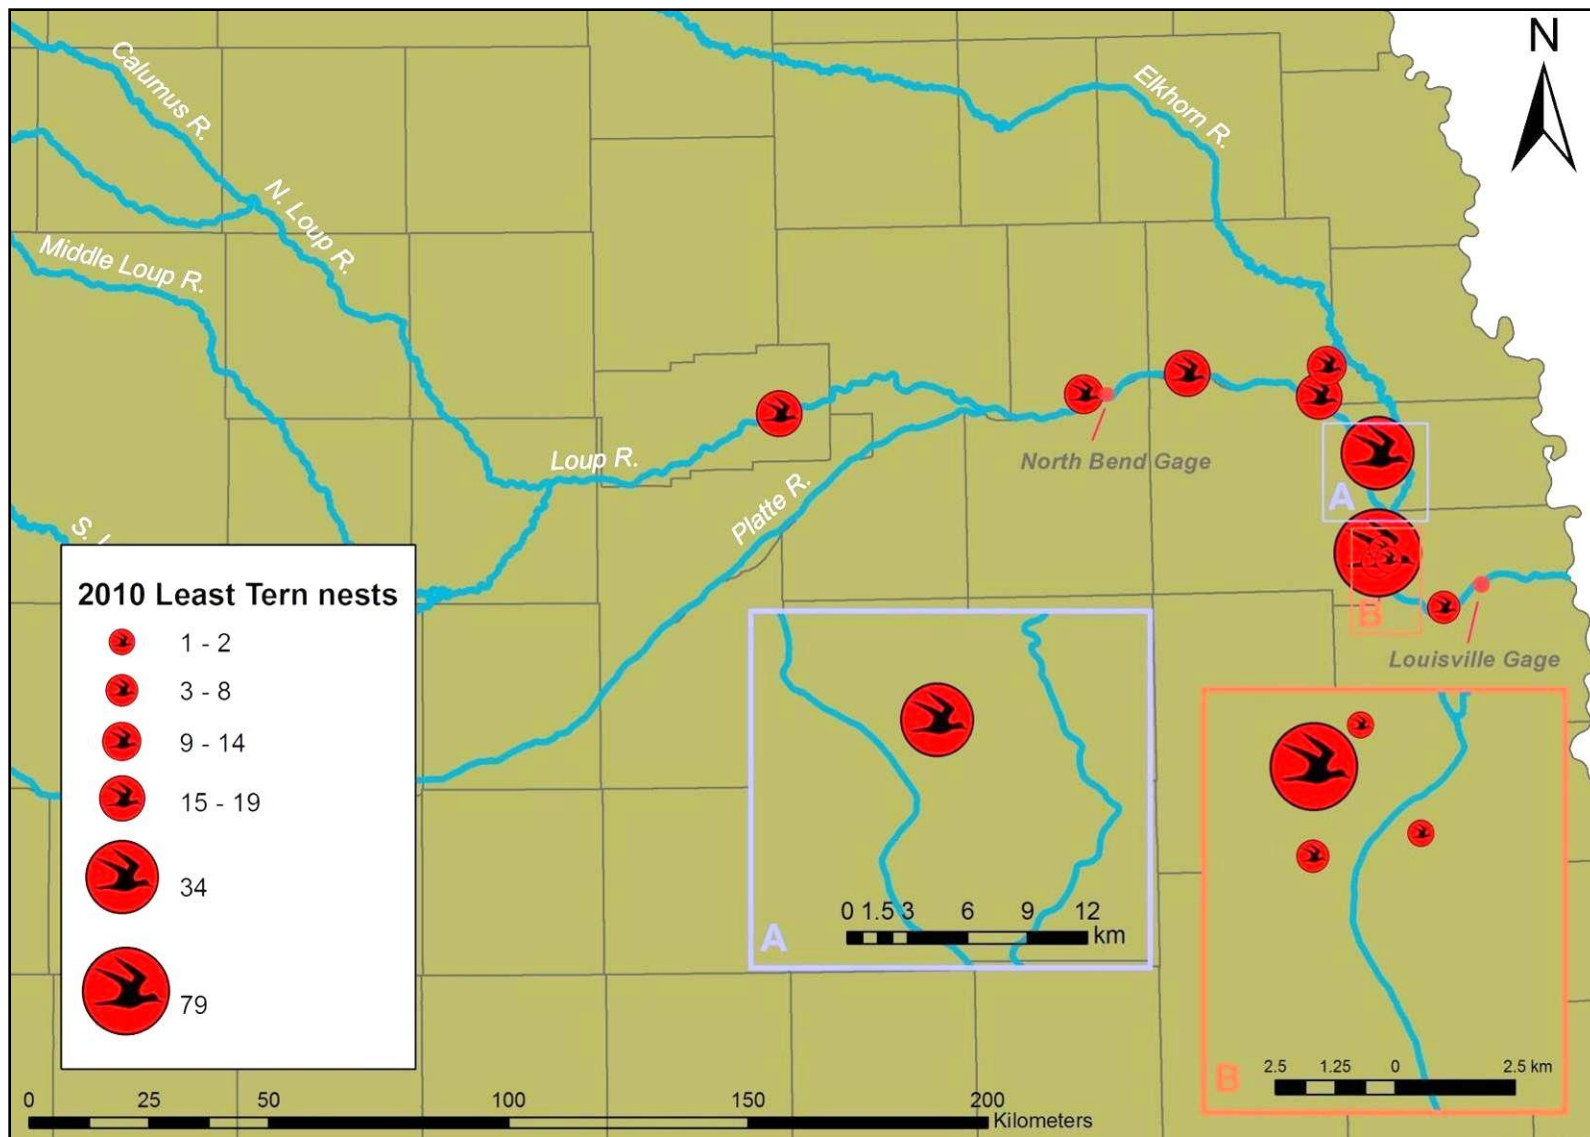 N
Calumus R.
Elkhorn R.
N. Loup R.
Middle Loup R.
Loup R.
North Bend Gage
Platte R.
A
S.
B
Louisville Gage
2010 Least Tern nests
1 - 2
3 - 8
9 - 14
15 - 19
34
79
0 1.5 3 6 9 12
km
A
2.5 1.25 0 2.5 km
B
0 25 50 100 150 200
Kilometers